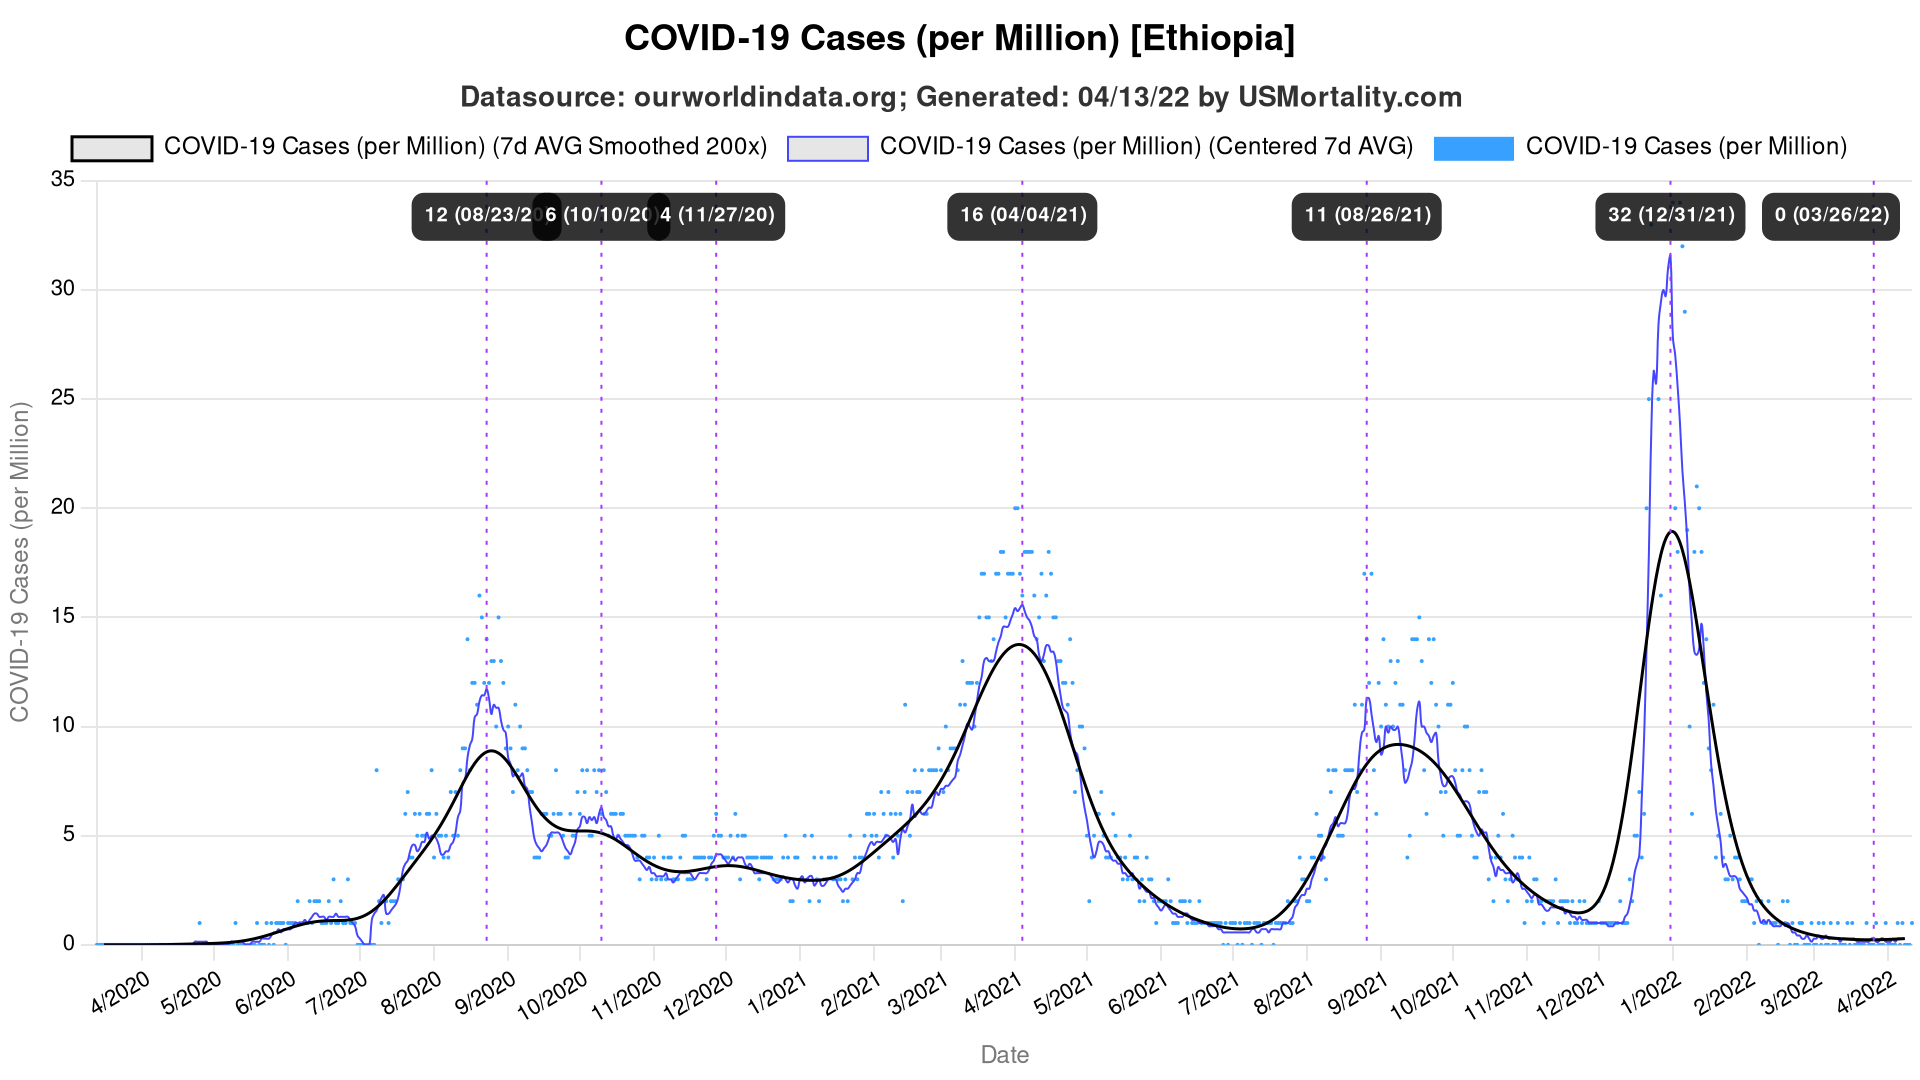 COVID-19 Cases (per Million) [Ethiopia]
Datasource: ourworldindata.org; Generated: 04/13/22 by USMortality.com
COVID-19 Cases (per Million) (7d AVG Smoothed 200x) COVID-19 Cases (per Million) (Centered 7d AVG) COVID-19 Cases (per Million)
12 (08/23/20 6 (10/10/20) 4 (11/27/20) 16 (04/04/21) 11 (08/26/21) 32 (12/31/21) 0 (03/26/22)
35
30
25
20
15
10
5
0
COVID-19 Cases (per Million)
4/2020 5/2020 6/2020 7/2020 8/2020 9/2020 10/2020 11/2020 12/2020 1/2021 2/2021 3/2021 4/2021 5/2021 6/2021 7/2021 8/2021 9/2021 10/2021 11/2021 12/2021 1/2022 2/2022 3/2022 4/2022
Date